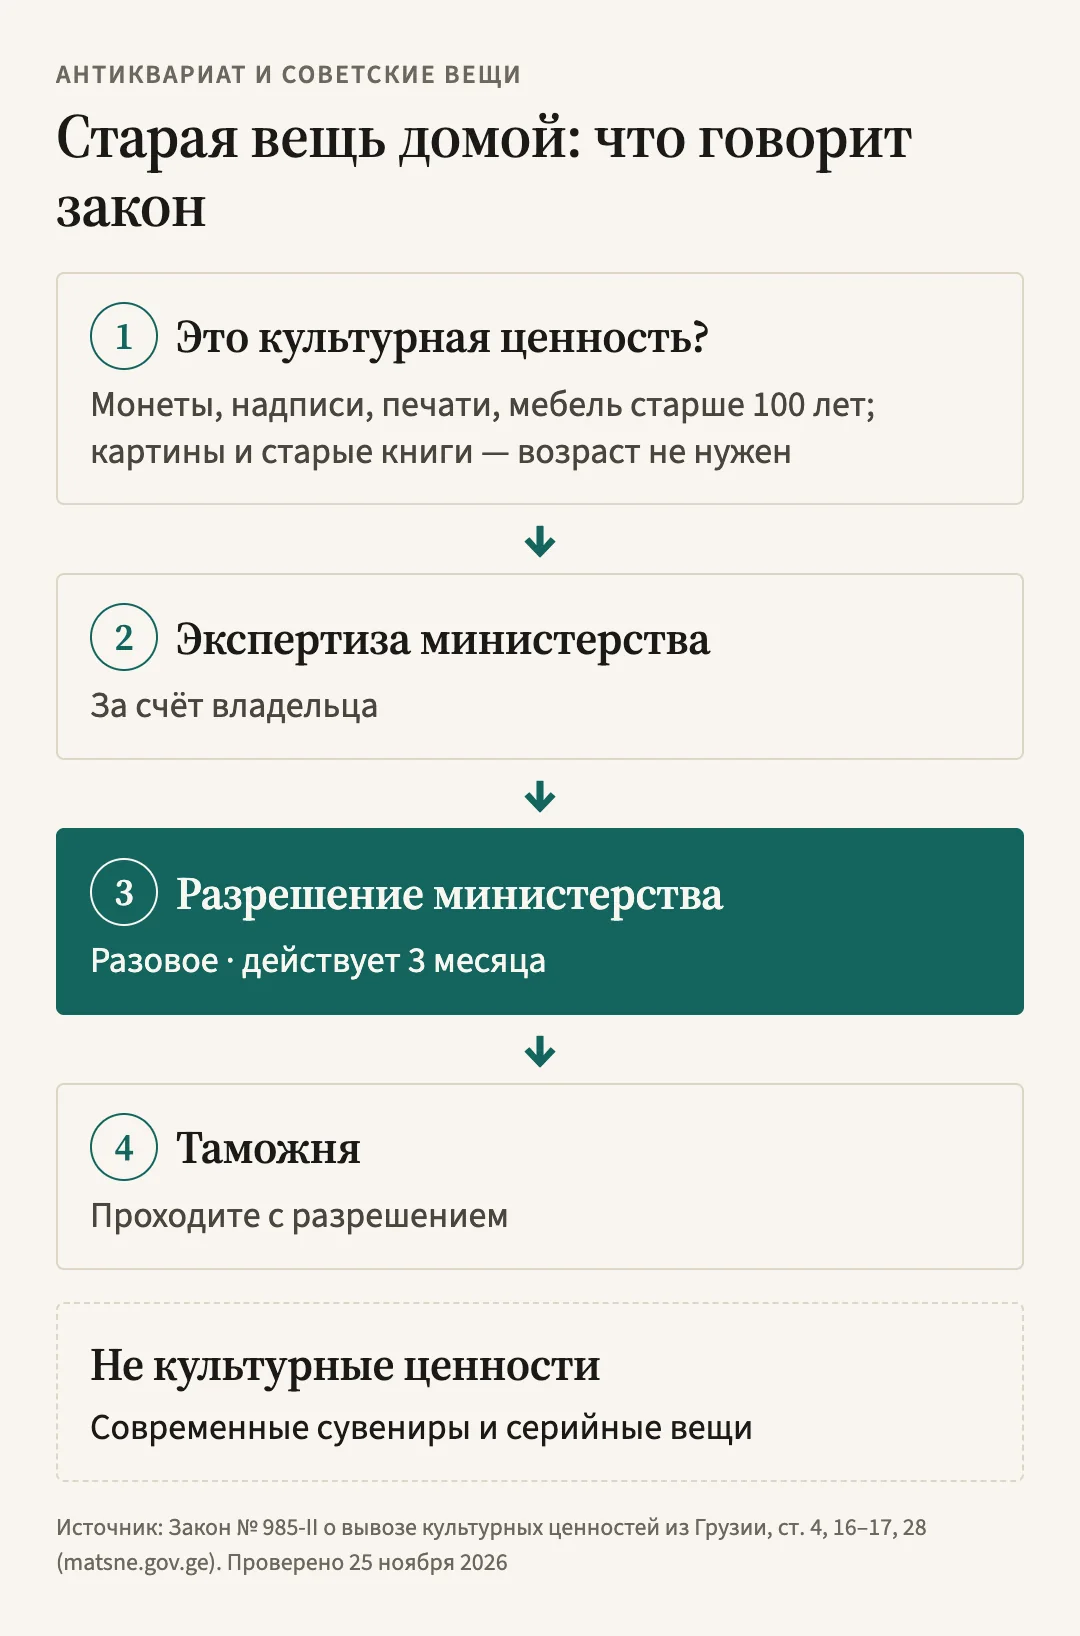 АНТИКВАРИАТ И СОВЕТСКИЕ ВЕЩИ
Старая вещь домой: что говорит
закон
1 Это культурная ценность?
Монеты, надписи, печати, мебель старше 100 лет;
картины и старые книги — возраст не нужен
2 Экспертиза министерства
За счёт владельца
3 Разрешение министерства
Разовое · действует 3 месяца
4 Таможня
Проходите с разрешением
Не культурные ценности
Современные сувениры и серийные вещи
Источник: Закон № 985-II о вывозе культурных ценностей из Грузии, ст. 4, 16–17, 28
(matsne.gov.ge). Проверено 25 ноября 2026